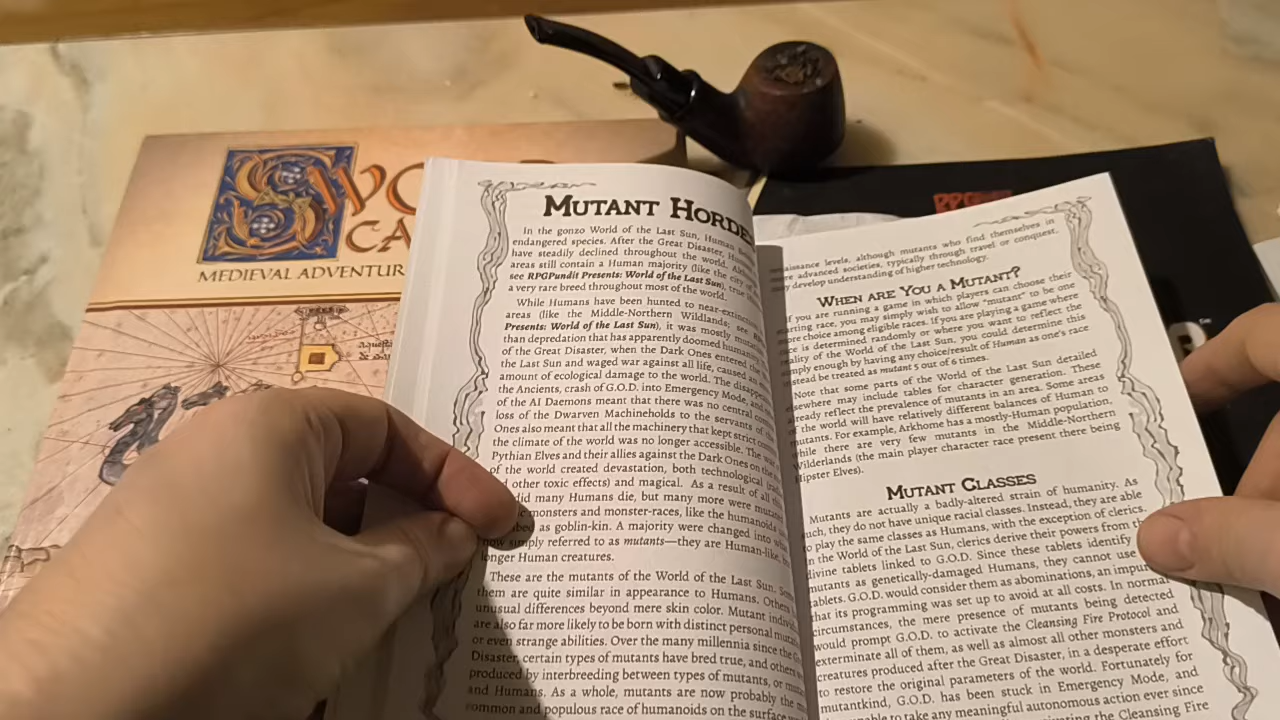 SWO
CA
MEDIEVAL ADVENTUR
MUTANT HORDE
In the gonzo World of the Last Sun, Human
endangered species. After the Great Disaster,
have steadily declined throughout the world.
areas still contain a Human majority (like the city of
see RPGPundit Presents: World of the Last Sun), true
a very rare breed throughout most of the world.
While Humans have been hunted to near-extinction
areas (like the Middle-Northern Wildlands; see
Presents: World of the Last Sun), it was mostly
than depredation that has apparently doomed
of the Great Disaster, when the Dark Ones entered the
the Last Sun and waged war against all life, caused an
amount of ecological damage to the world. The
the Ancients, crash of G.O.D. into Emergency Mode, and
of the AI Daemons meant that there was no central
loss of the Dwarven Machineholds to the servants of
Ones also meant that all the machinery that kept strict
the climate of the world was no longer accessible. The
Pythian Elves and their allies against the Dark Ones on the
of the world created devastation, both technological
other toxic effects) and magical. As a result of all
did many Humans die, but many more were
monsters and monster-races, like the humanoids
as goblin-kin. A majority were changed into
now simply referred to as mutants—they are Human-like,
longer Human creatures.
These are the mutants of the World of the Last Sun.
them are quite similar in appearance to Humans. Others
unusual differences beyond mere skin color. Mutant
are also far more likely to be born with distinct personal
or even strange abilities. Over the many millennia since the
Disaster, certain types of mutants have bred true, and others
produced by interbreeding between types of mutants, or
and Humans. As a whole, mutants are now probably the
common and populous race of humanoids on the surface
levels, although mutants who find themselves in
more advanced societies, typically through travel or conquest,
may develop understanding of higher technology.
WHEN ARE YOU A MUTANT?
If you are running a game in which players can choose their
starting race, you may simply wish to allow "mutant" to be one
more choice among eligible races. If you are playing a game where
race is determined randomly or where you want to reflect the
reality of the World of the Last Sun, you could determine this
simply enough by having any choice/result of Human as one's race
instead be treated as mutant 5 out of 6 times.
Note that some parts of the World of the Last Sun detailed
elsewhere may include tables for character generation. These
already reflect the prevalence of mutants in an area. Some areas
of the world will have relatively different balances of Human to
mutants. For example, Arkhome has a mostly-Human population,
while there are very few mutants in the Middle-Northern
Wilderlands (the main player character race present there being
Hipster Elves).
MUTANT CLASSES
Mutants are actually a badly-altered strain of humanity. As
such, they do not have unique racial classes. Instead, they are able
to play the same classes as Humans, with the exception of clerics.
In the World of the Last Sun, clerics derive their powers from
divine tablets linked to G.O.D. Since these tablets identify
mutants as genetically-damaged Humans, they cannot use
tablets. G.O.D. would consider them as abominations, an
that its programming was set up to avoid at all costs. In normal
circumstances, the mere presence of mutants being detected
would prompt G.O.D. to activate the Cleansing Fire Protocol and
exterminate all of them, as well as almost all other monsters and
creatures produced after the Great Disaster, in a desperate effort
to restore the original parameters of the world. Fortunately for
mutantkind, G.O.D. has been stuck in Emergency Mode, and
to take any meaningful autonomous action ever since
the Cleansing Fire